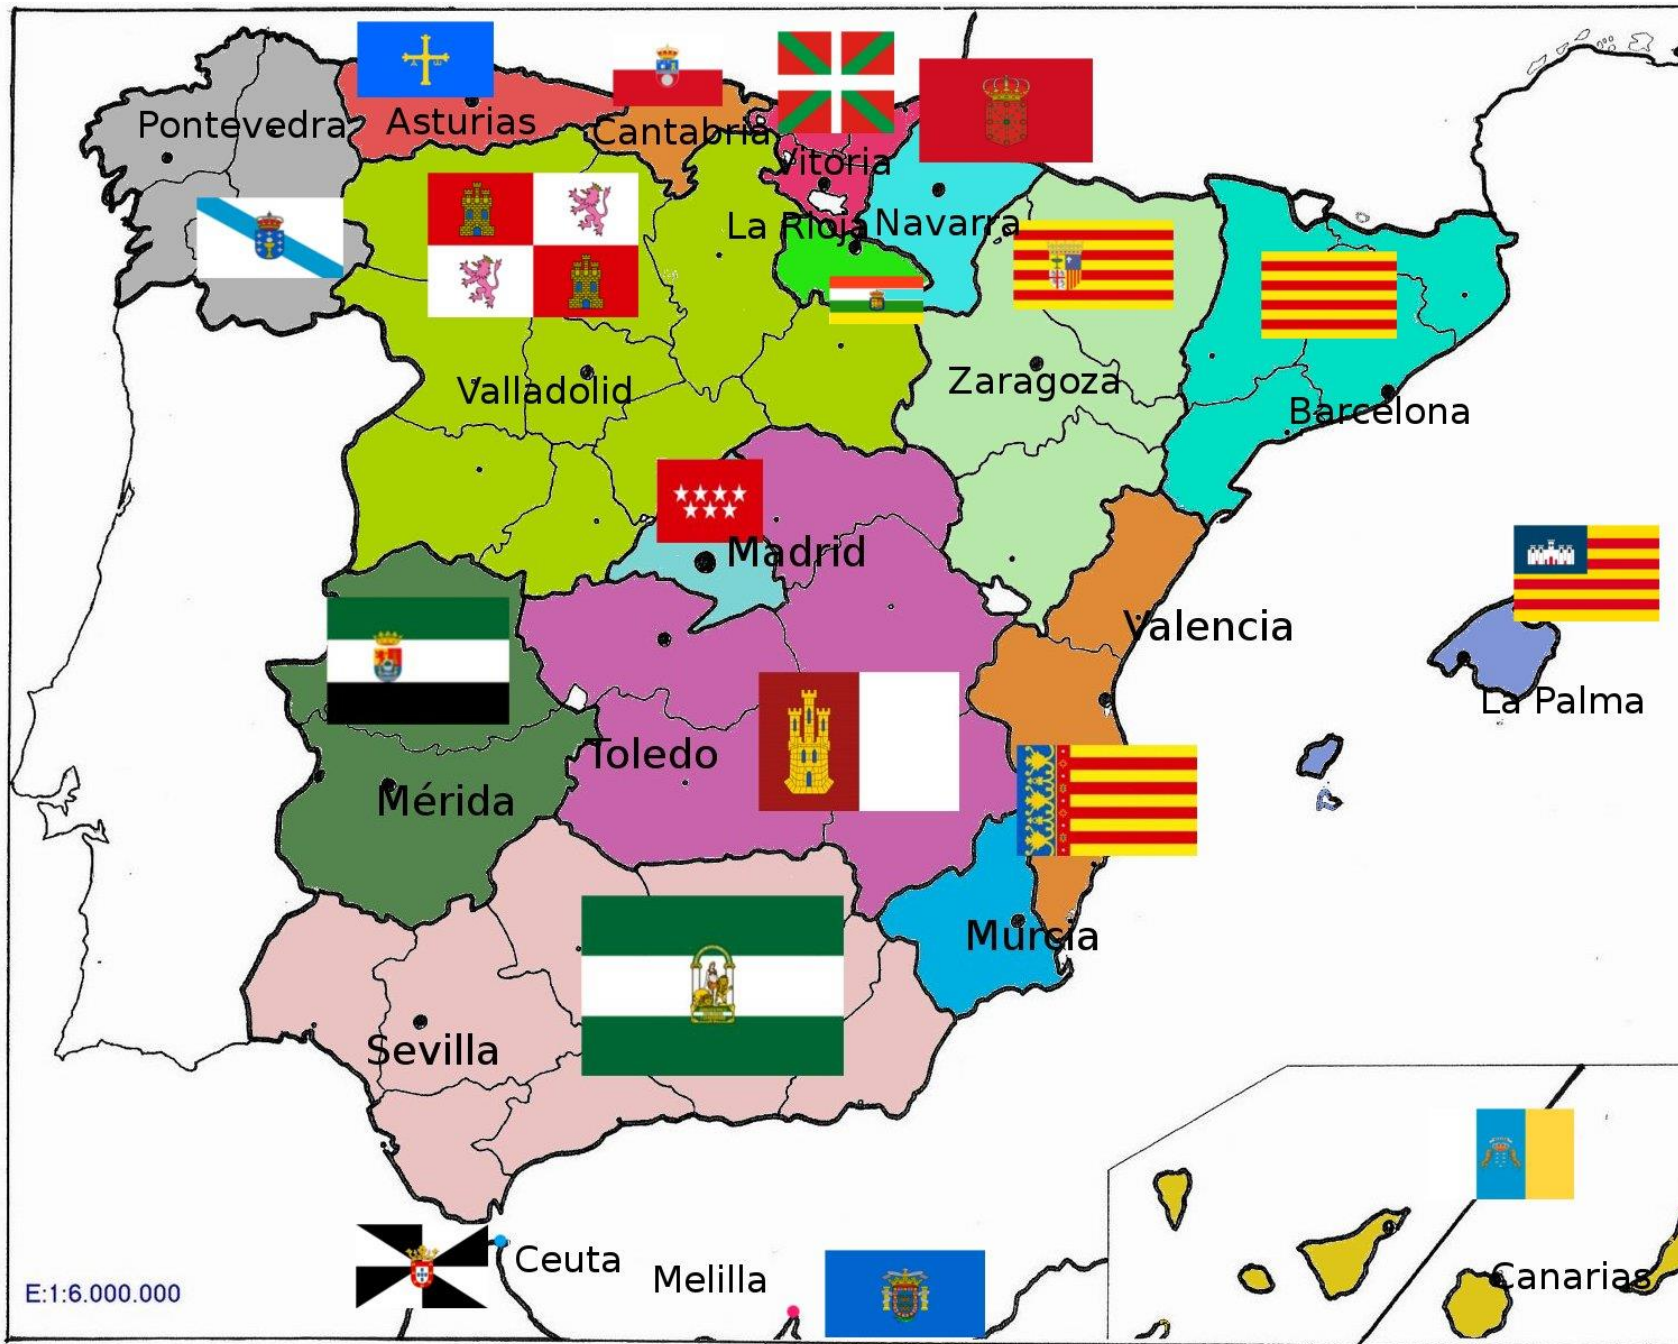 Pontevedra
Asturias
Cantabria
Vitoria
La Rioja
Navarra
Valladolid
Zaragoza
Barcelona
Madrid
Valencia
La Palma
Toledo
Mérida
Murcia
Sevilla
Ceuta
Melilla
Canarias
E:1:6.000.000